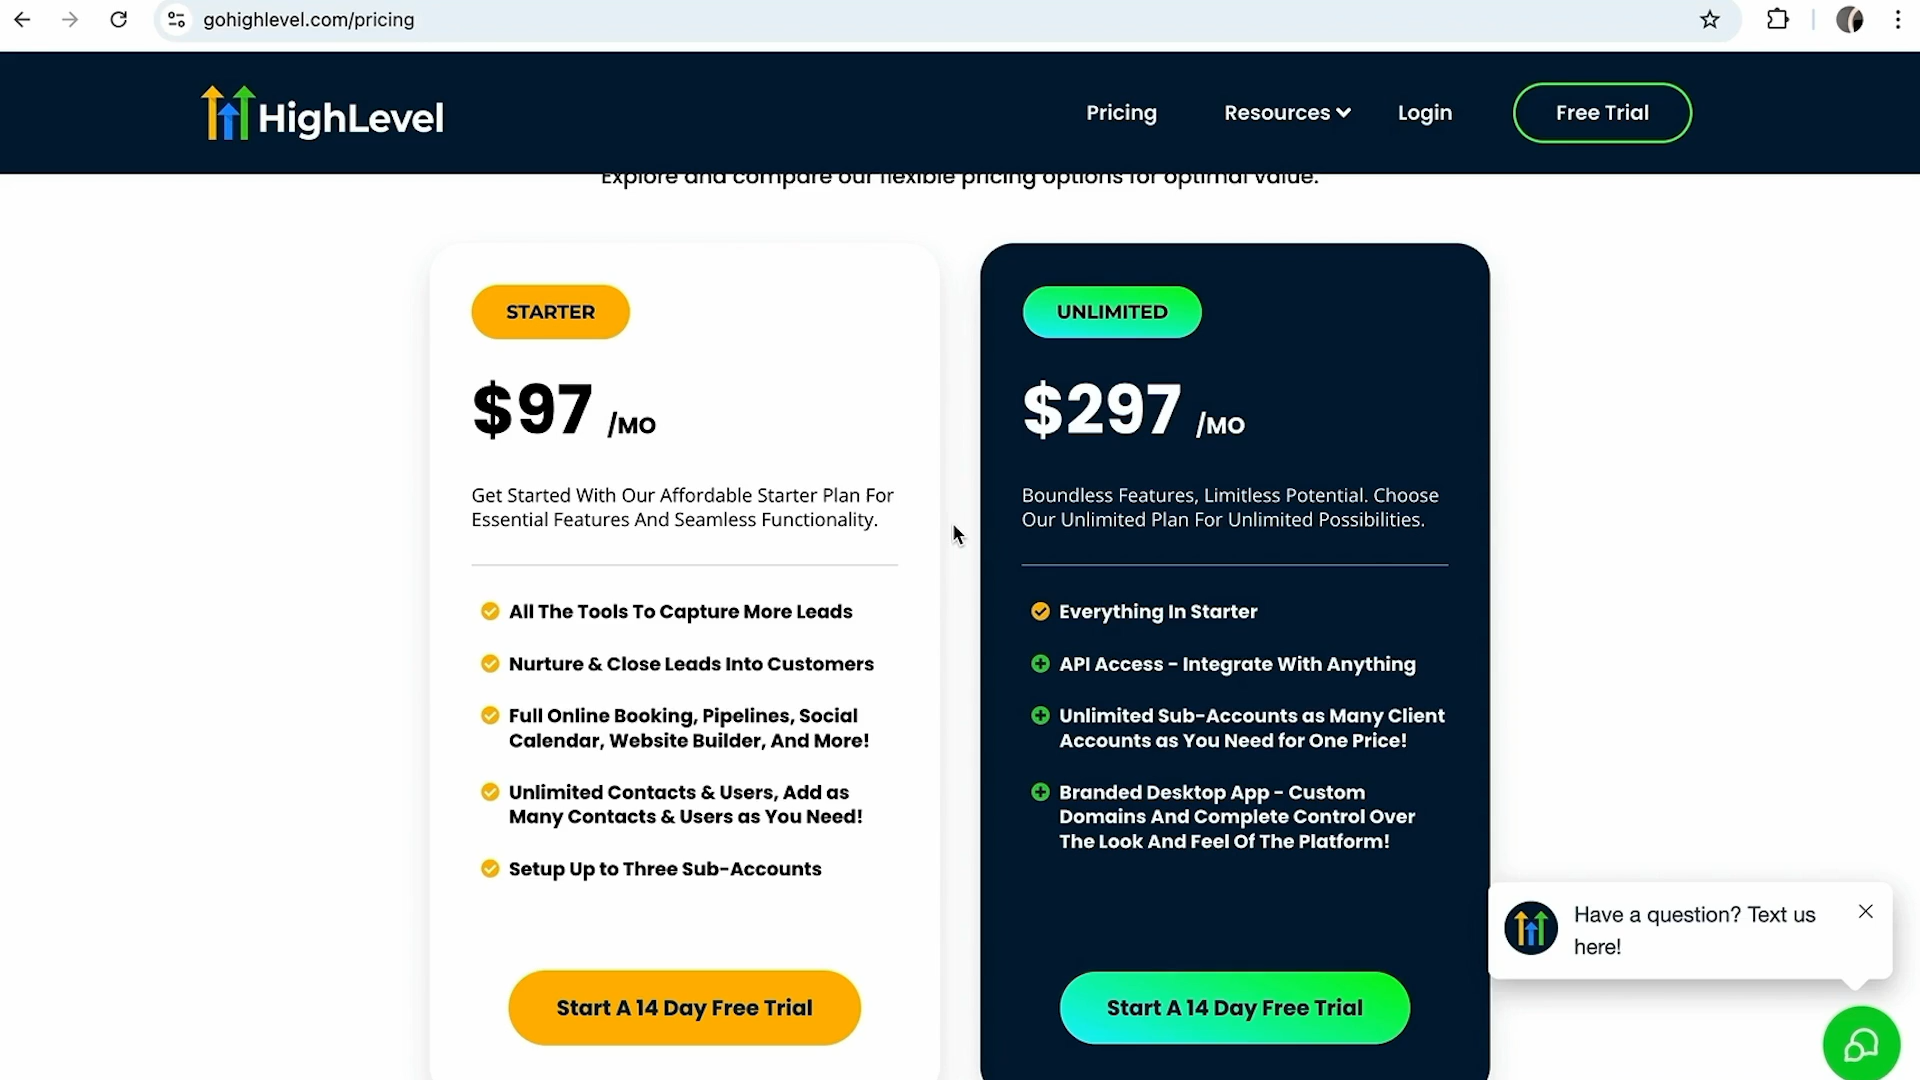 gohighlevel.com/pricing
HighLevel
Pricing
Resources
Login
Free Trial
Explore and compare our flexible pricing options for optimal value.
STARTER
$97 /MO
Get Started With Our Affordable Starter Plan For
Essential Features And Seamless Functionality.
All The Tools To Capture More Leads
Nurture & Close Leads Into Customers
Full Online Booking, Pipelines, Social
Calendar, Website Builder, And More!
Unlimited Contacts & Users, Add as
Many Contacts & Users as You Need!
Setup Up to Three Sub-Accounts
Start A 14 Day Free Trial
UNLIMITED
$297 /MO
Boundless Features, Limitless Potential. Choose
Our Unlimited Plan For Unlimited Possibilities.
Everything In Starter
API Access - Integrate With Anything
Unlimited Sub-Accounts as Many Client
Accounts as You Need for One Price!
Branded Desktop App - Custom
Domains And Complete Control Over
The Look And Feel Of The Platform!
Start A 14 Day Free Trial
Have a question? Text us
here!